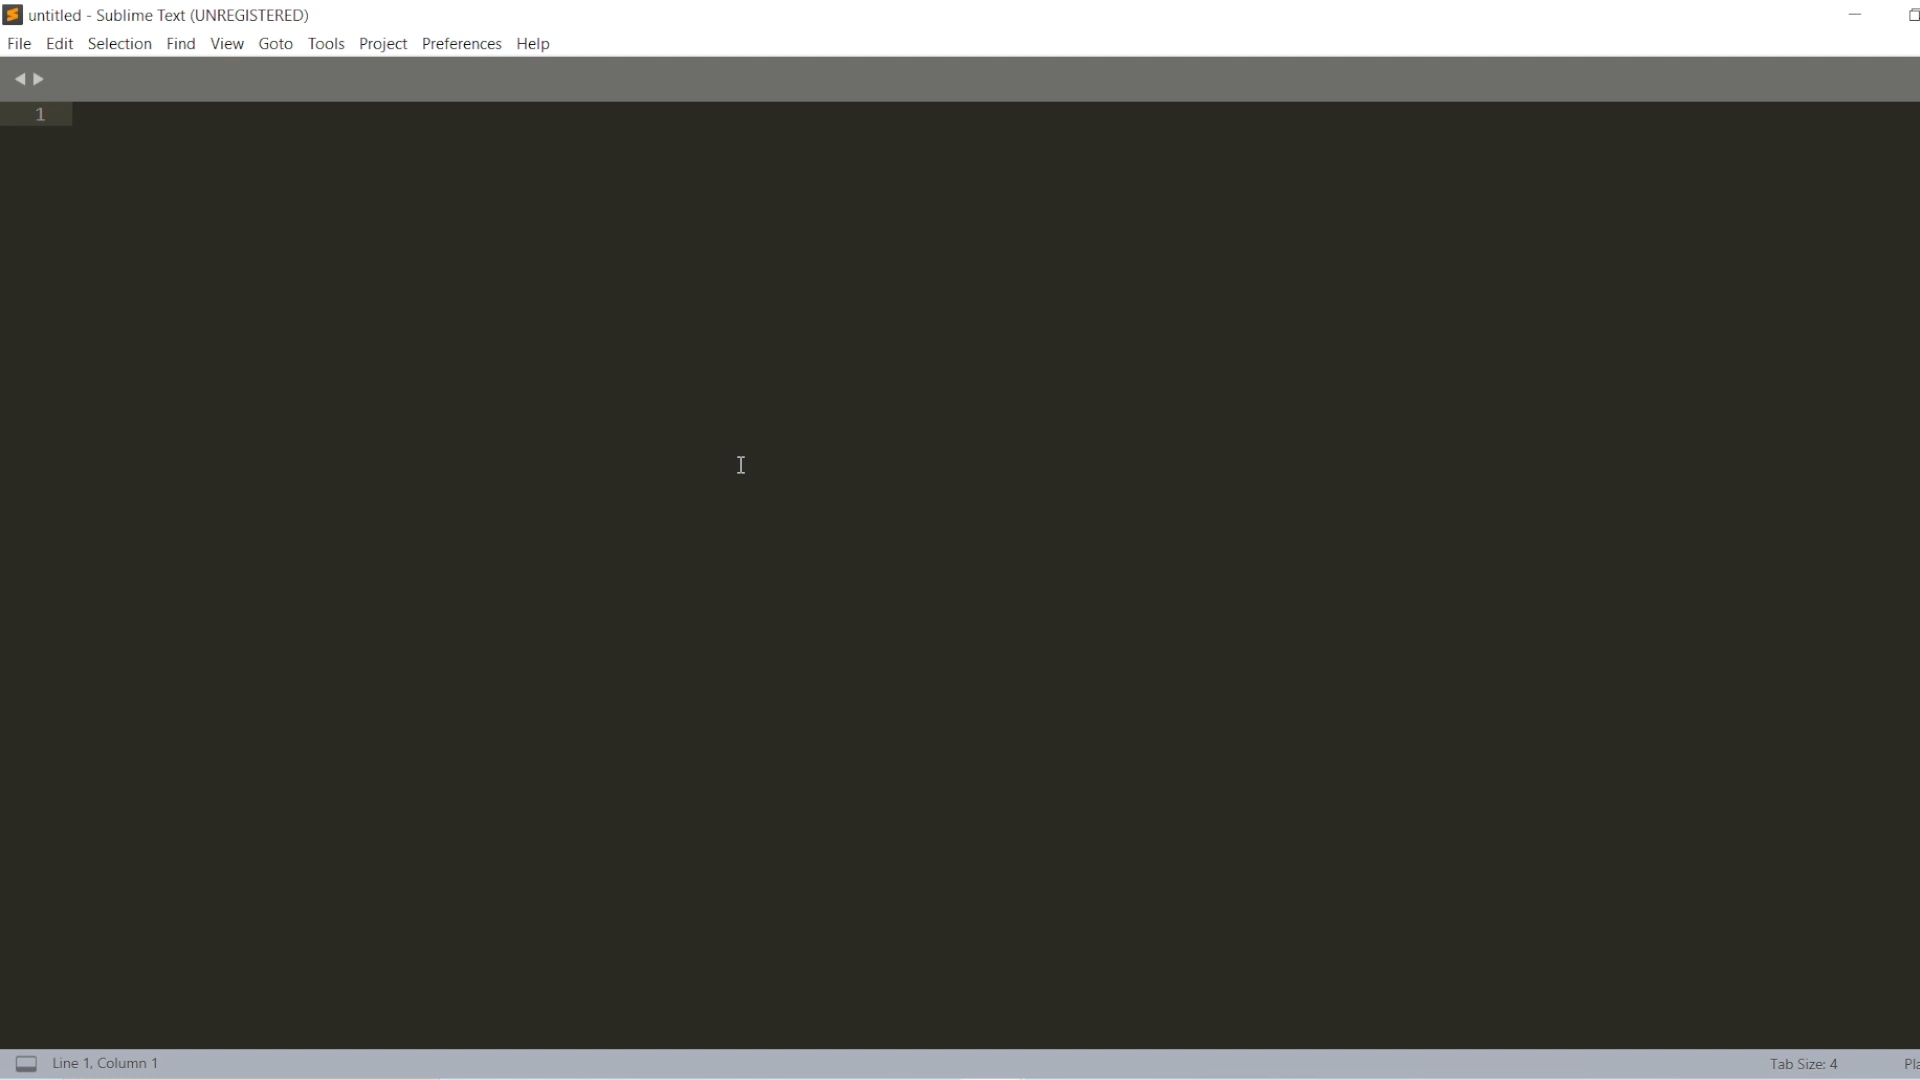 untitled - Sublime Text (UNREGISTERED)
File Edit Selection Find View Goto Tools Project Preferences Help
1
Line 1, Column 1 Tab Size: 4